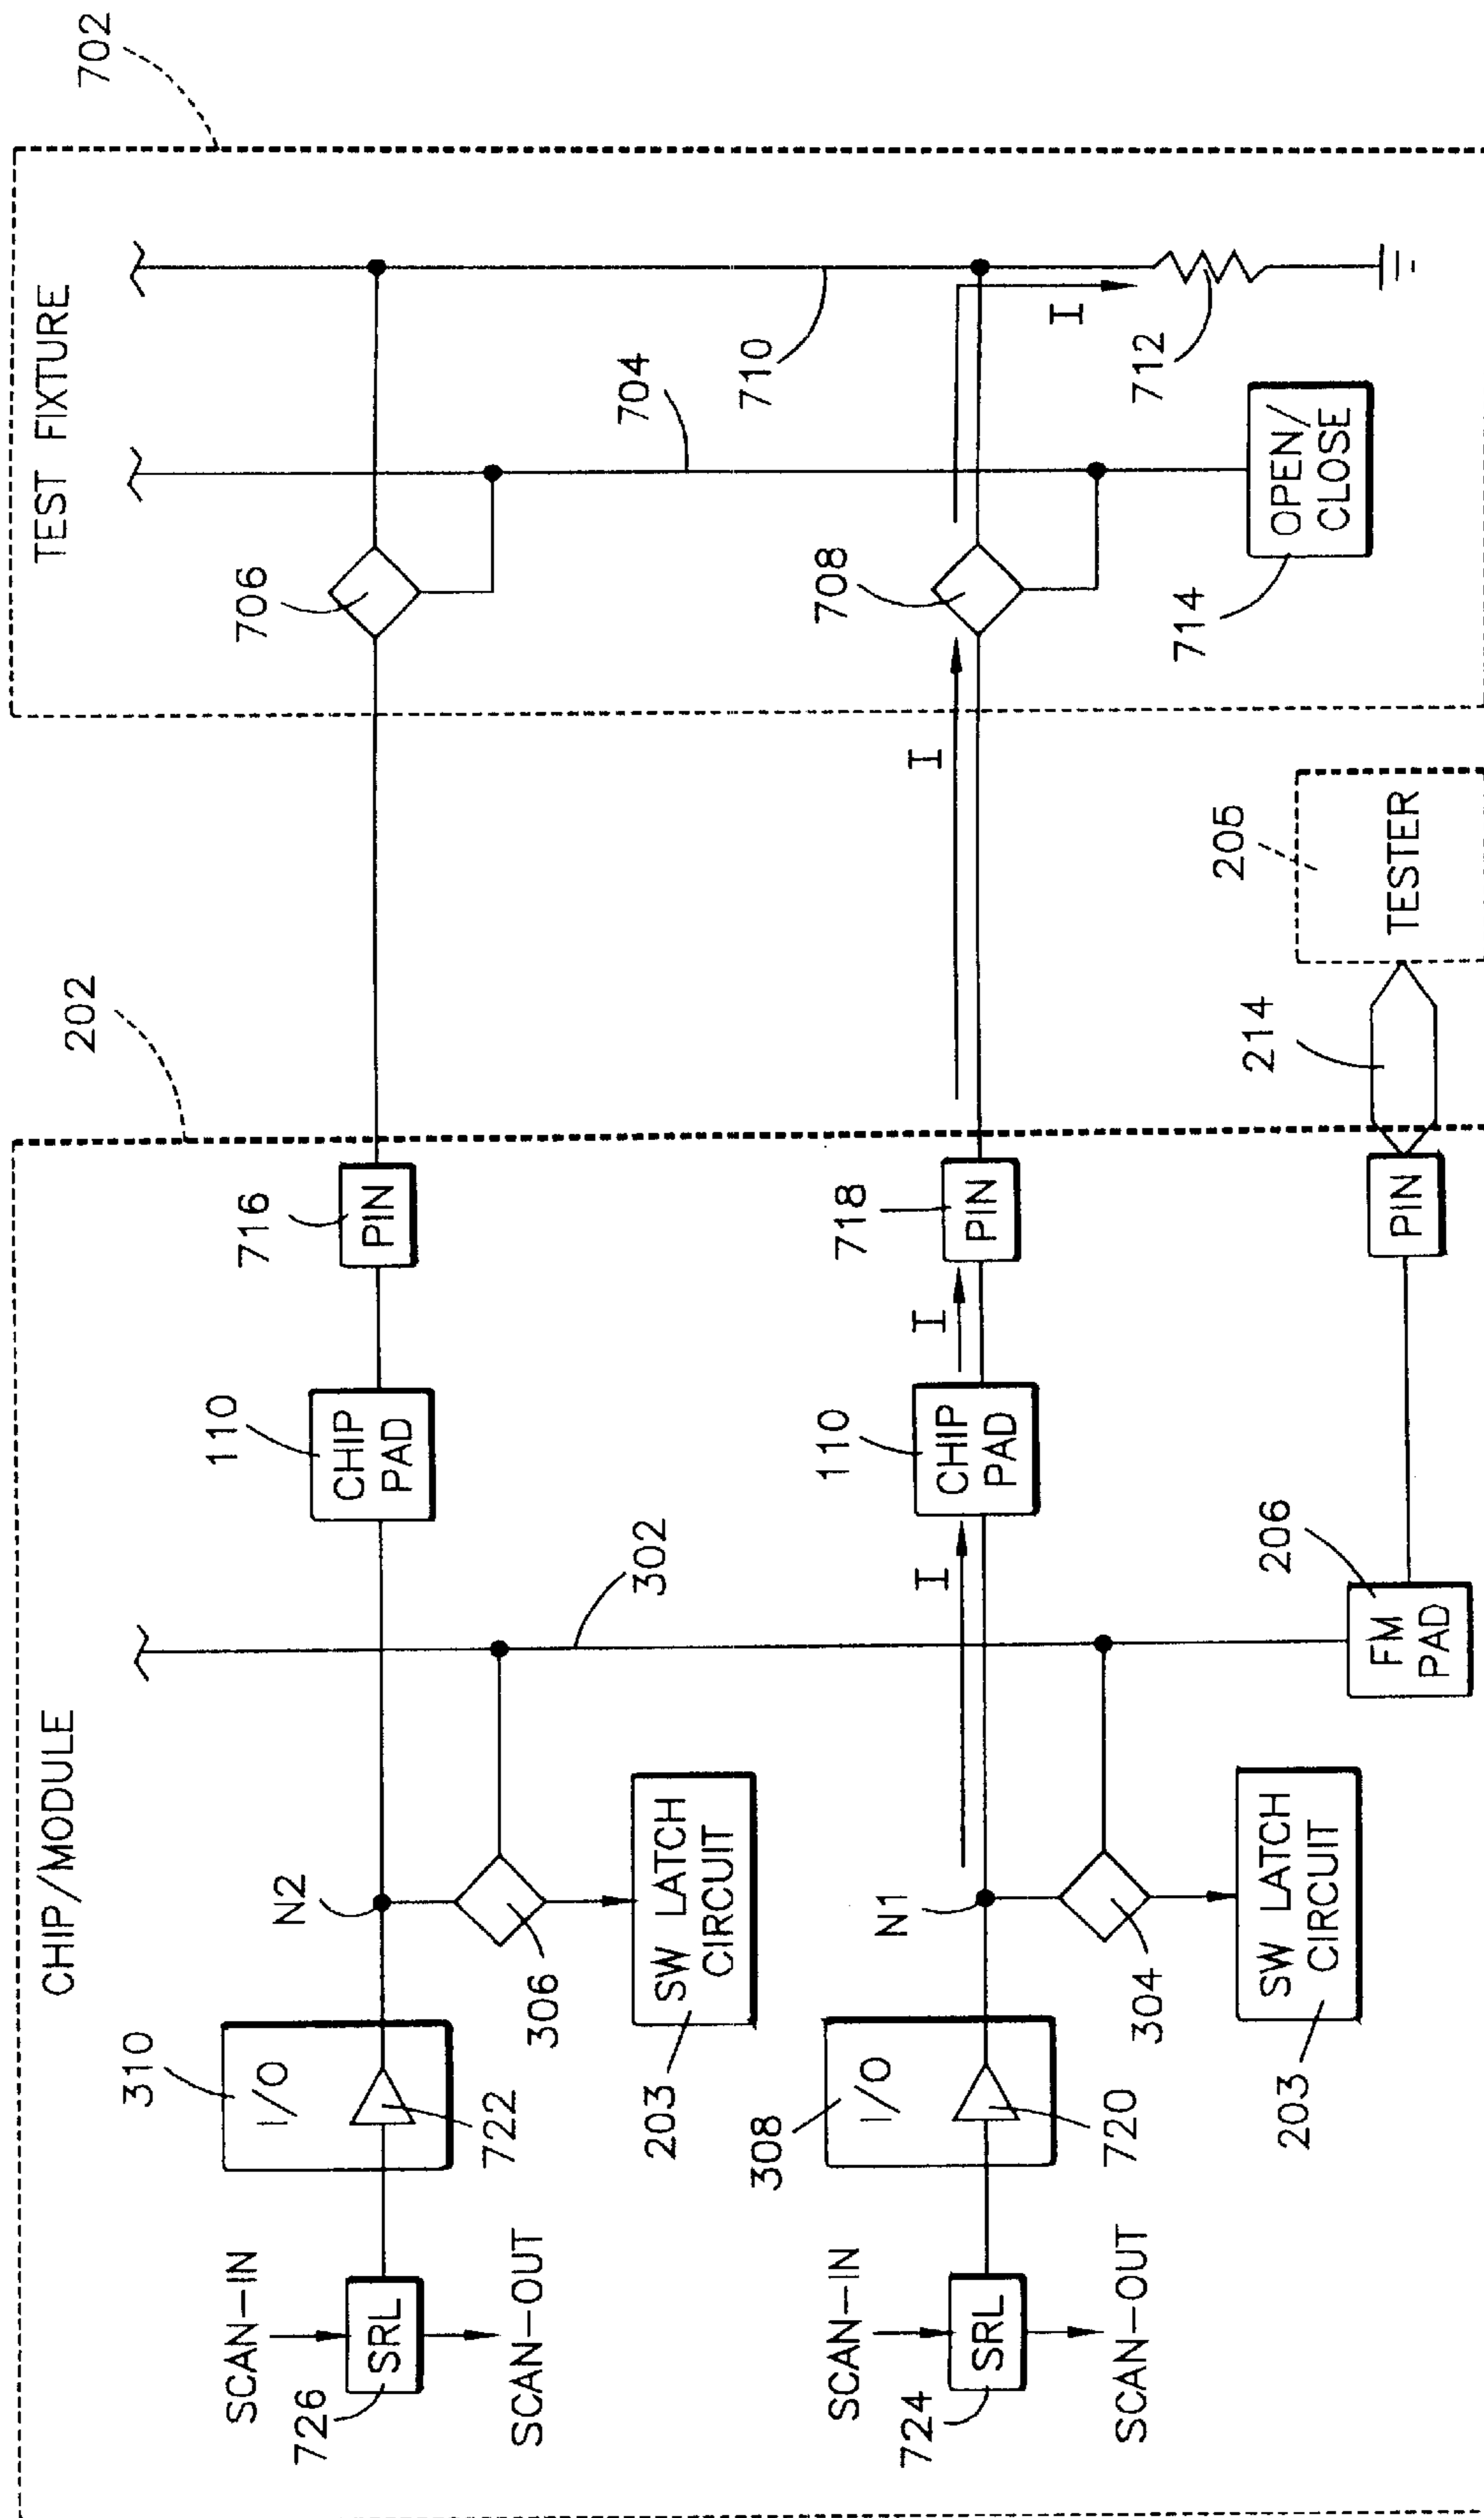 CHIP/MODULE
202
TEST FIXTURE
702
SCAN-IN
726
SRL
SCAN-OUT
310
I/O
722
N2
306
SW LATCH
CIRCUIT
203
302
110
CHIP
PAD
716
PIN
706
704
710
SCAN-IN
724
SRL
SCAN-OUT
308
I/O
720
N1
304
SW LATCH
CIRCUIT
203
I
110
CHIP
PAD
I
718
PIN
I
708
I
712
714
OPEN/
CLOSE
206
FM
PAD
PIN
214
205
TESTER